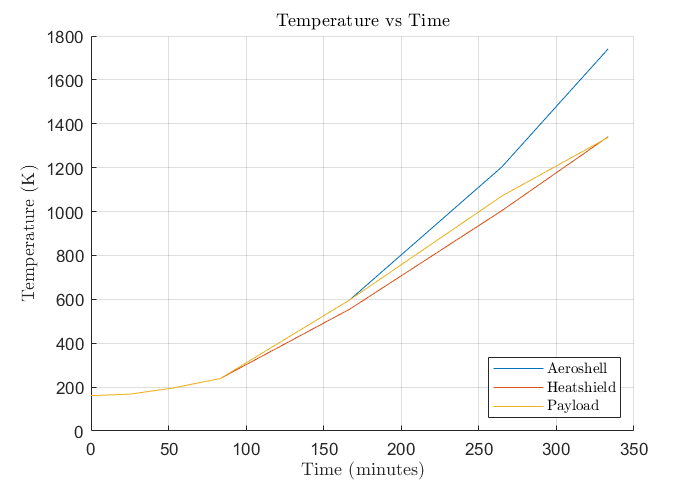 Temperature vs Time
1800
1600
1400
1200
1000
800
600
400
200
0
Temperature (K)
0 50 100 150 200 250 300 350
Time (minutes)
Aeroshell
Heatshield
Payload